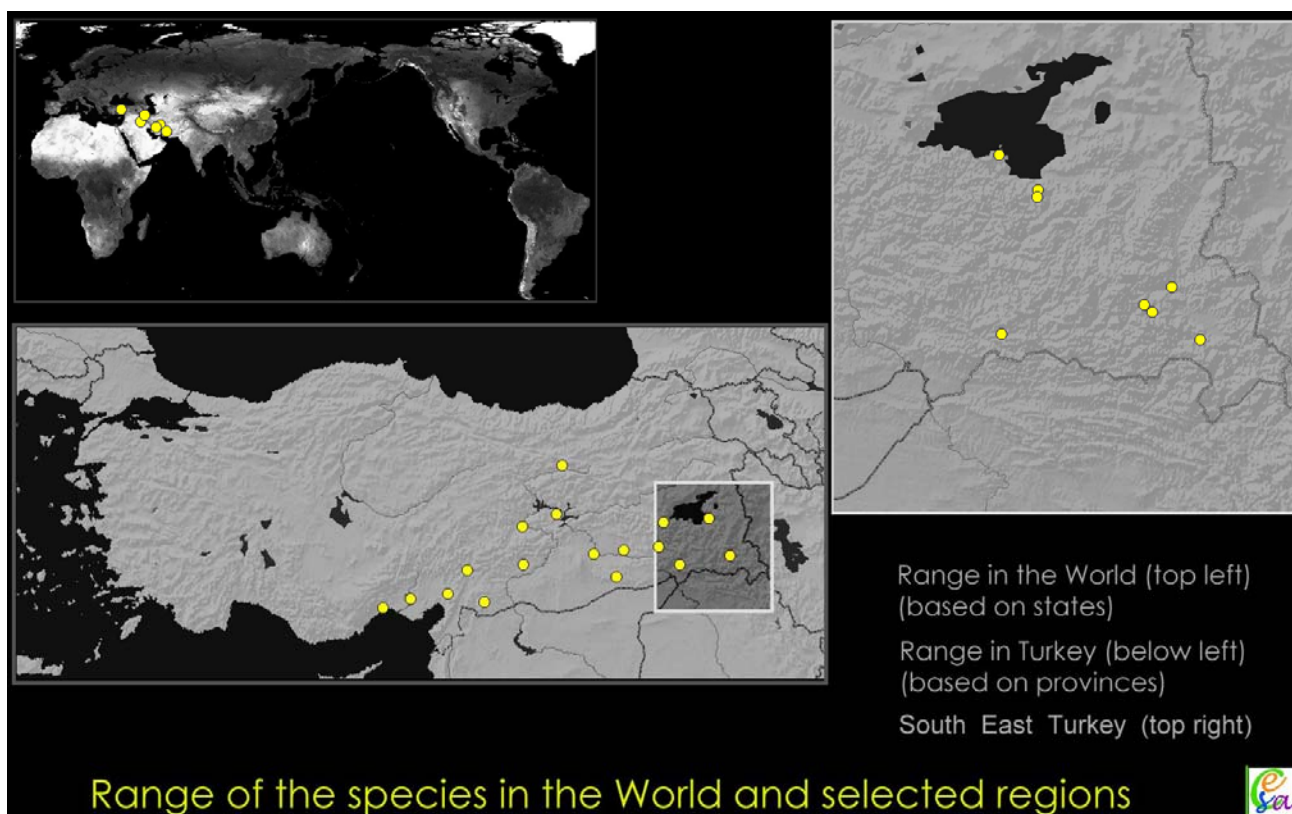 Range in the World (top left)
(based on states)
Range in Turkey (below left)
(based on provinces)
South East Turkey (top right)
Range of the species in the World and selected regions
esa